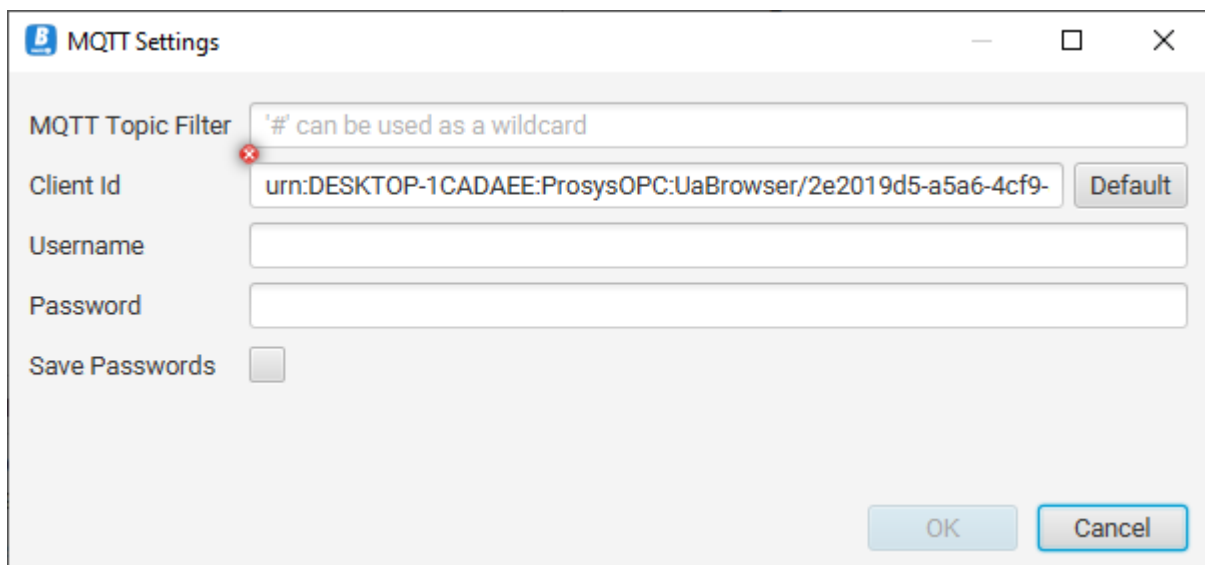 MQTT Settings
MQTT Topic Filter '#' can be used as a wildcard
Client Id urn:DESKTOP-1CADAEE:ProsysOPC:UaBrowser/2e2019d5-a5a6-4cf9- Default
Username
Password
Save Passwords
OK Cancel